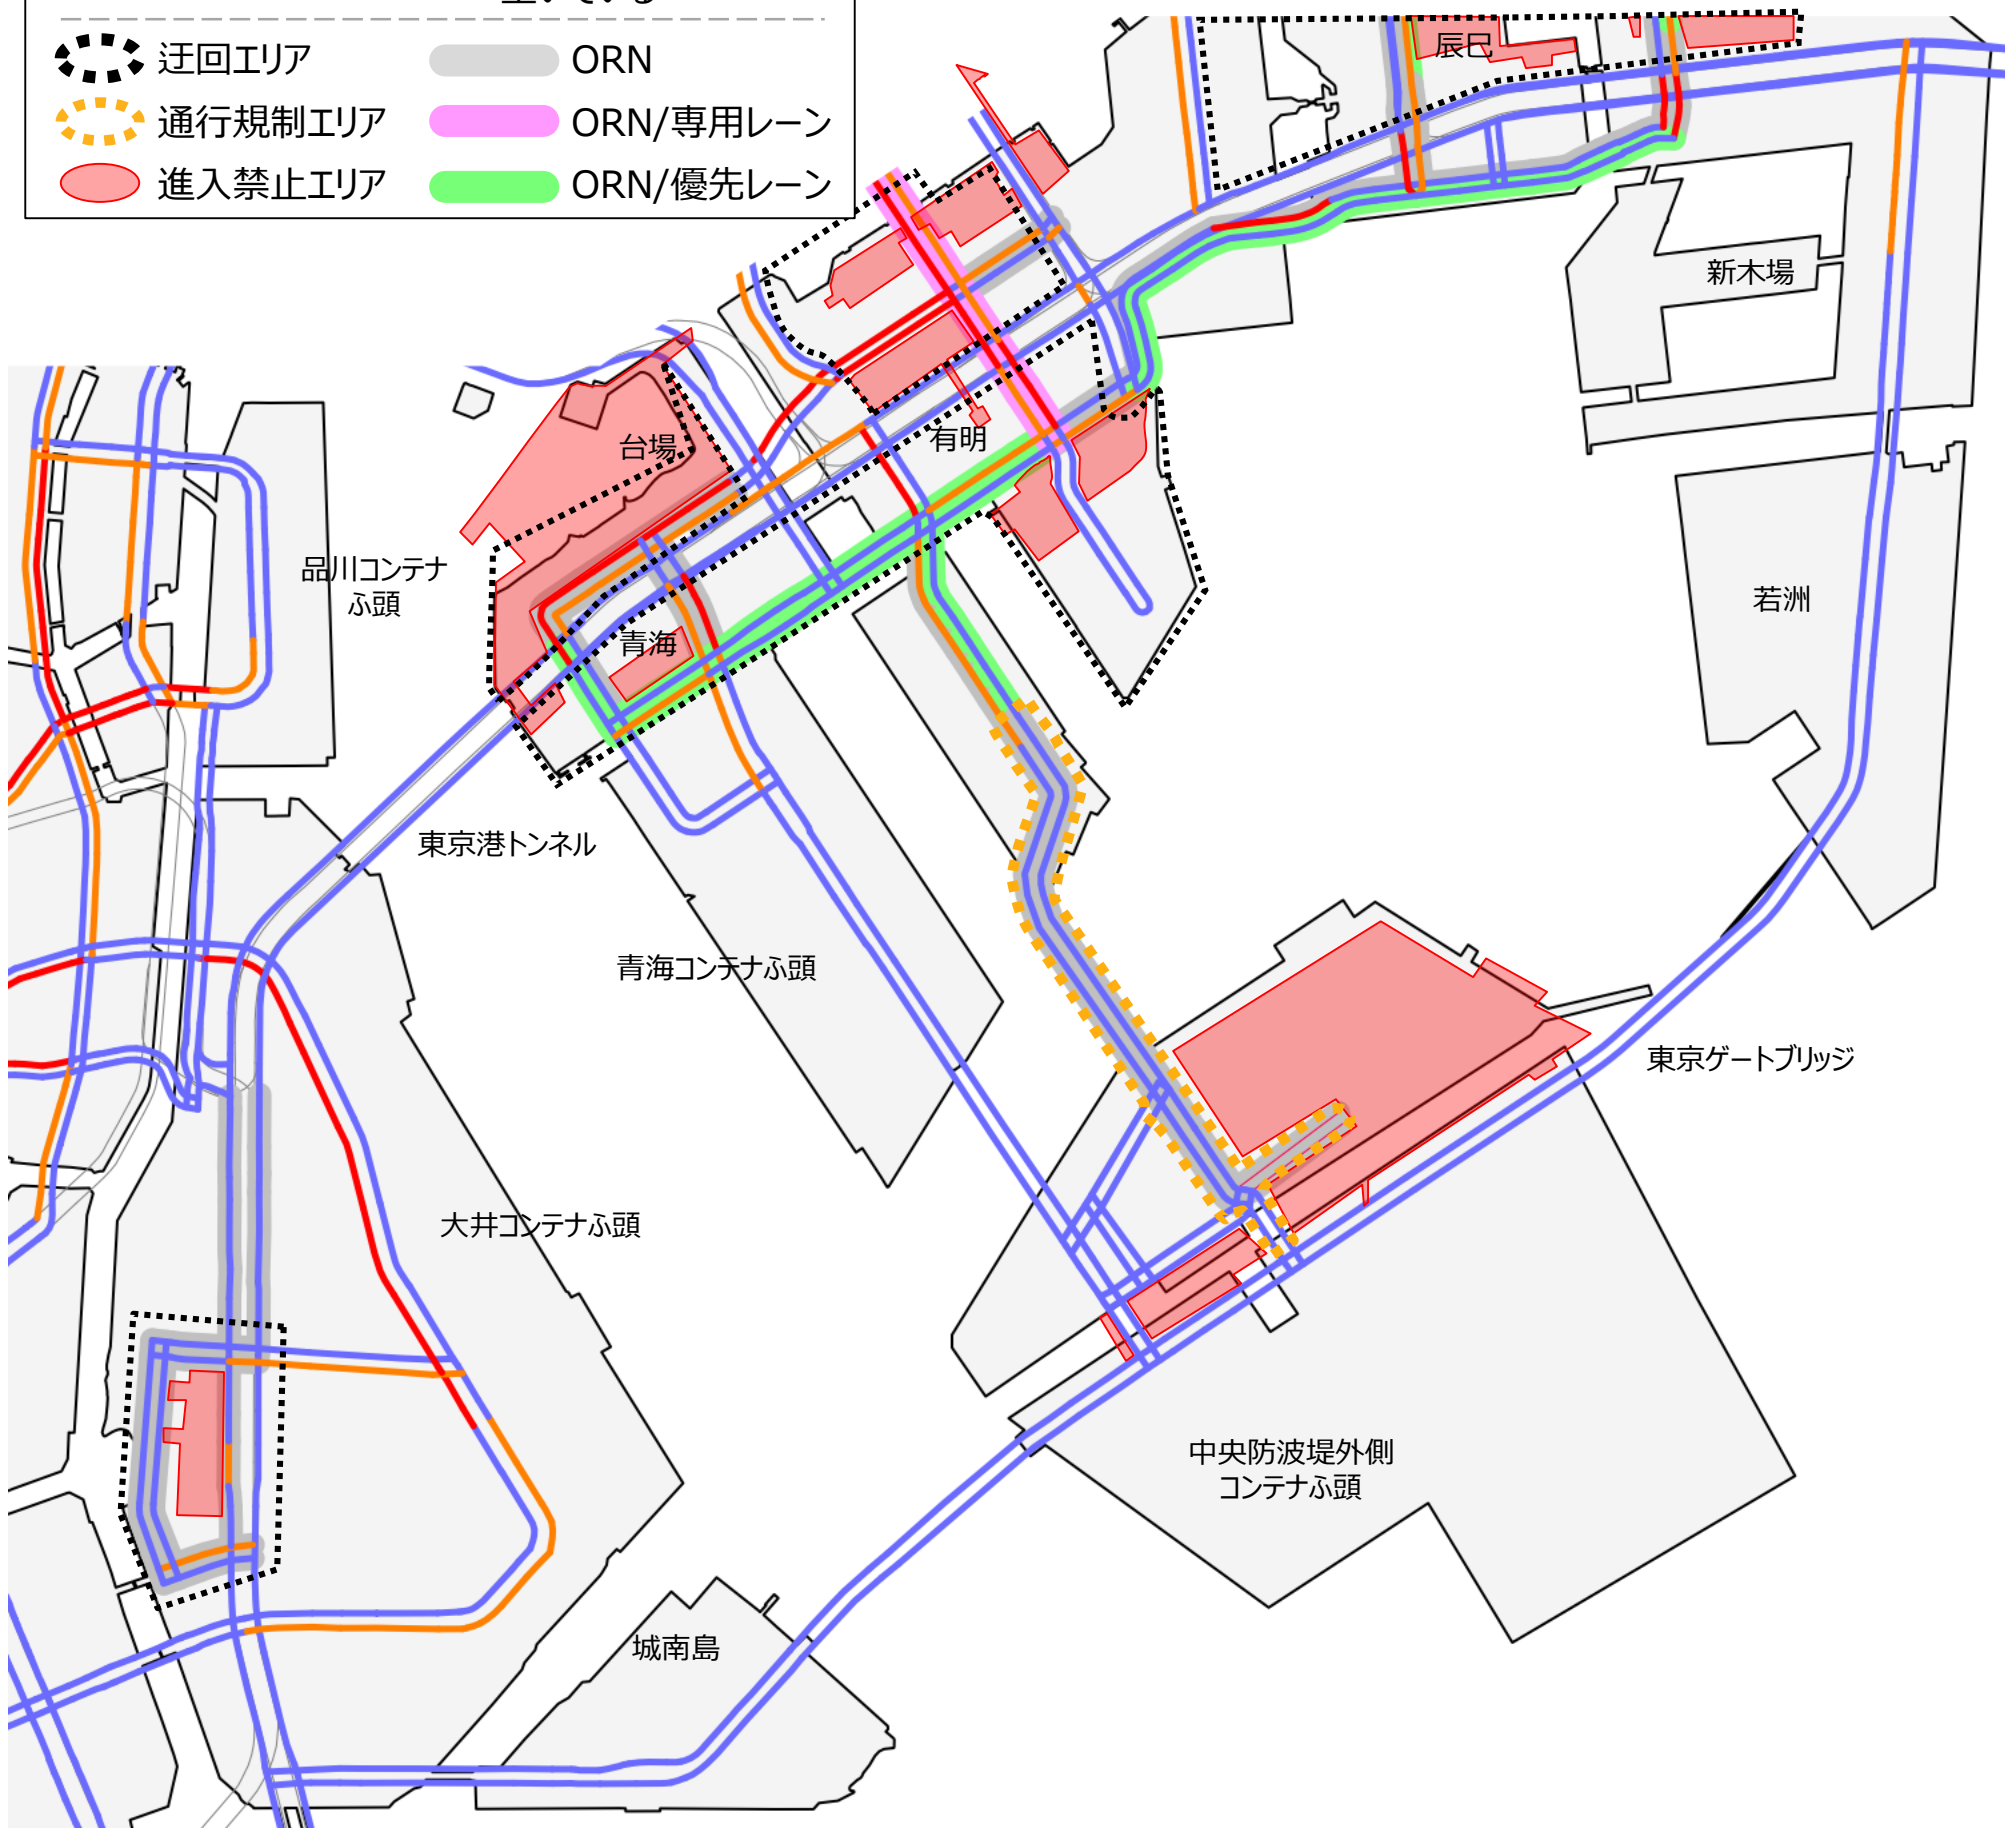 空いている
迂回エリア
ORN
通行規制エリア
ORN/専用レーン
進入禁止エリア
ORN/優先レーン
辰巳
新木場
台場
有明
品川コンテナ
ふ頭
青海
若洲
東京港トンネル
青海コンテナふ頭
東京ゲートブリッジ
大井コンテナふ頭
中央防波堤外側
コンテナふ頭
城南島